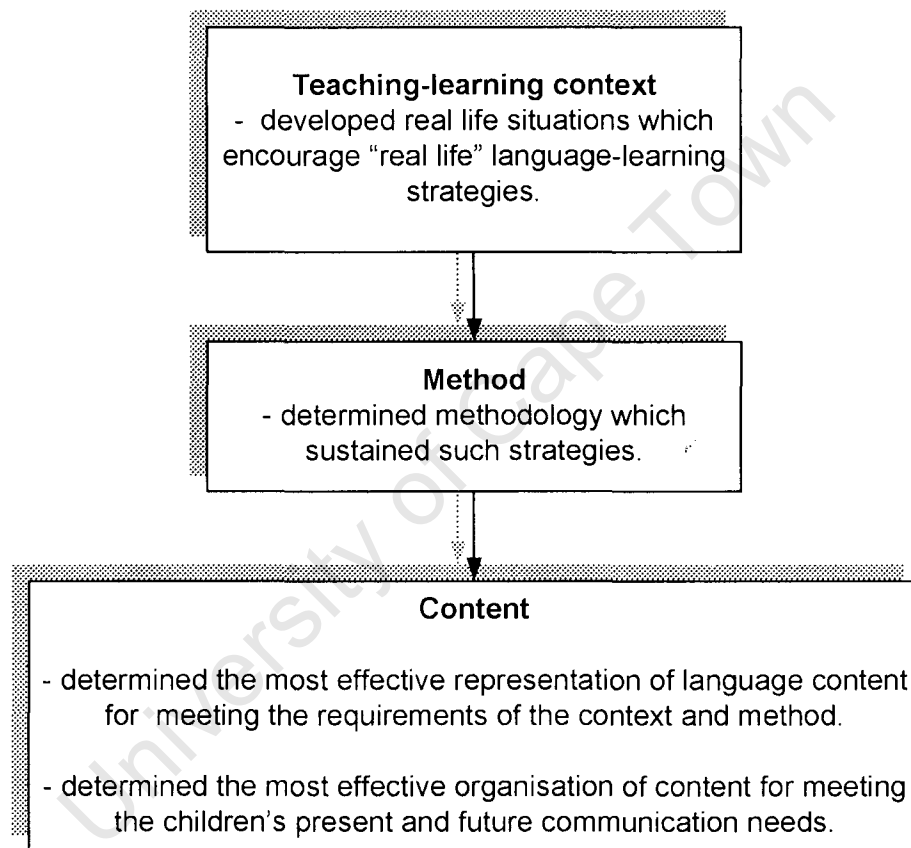 Teaching-learning context
- developed real life situations which
encourage “real life” language-learning
strategies.
Method
- determined methodology which
sustained such strategies.
Content
- determined the most effective representation of language content
for meeting the requirements of the context and method.
- determined the most effective organisation of content for meeting
the children's present and future communication needs.
University of Cape Town